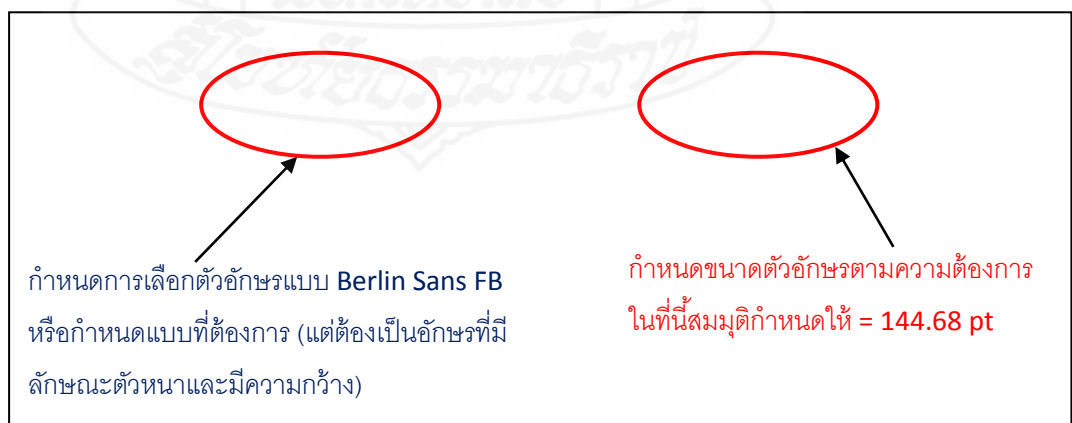 กำหนดการเลือกตัวอักษรแบบ Berlin Sans FB
หรือกำหนดแบบที่ต้องการ (แต่ต้องเป็นอักษรที่มี
ลักษณะตัวหนาและมีความกว้าง)
กำหนดขนาดตัวอักษรตามความต้องการ
ในที่นี้สมมุติกำหนดให้ = 144.68 pt